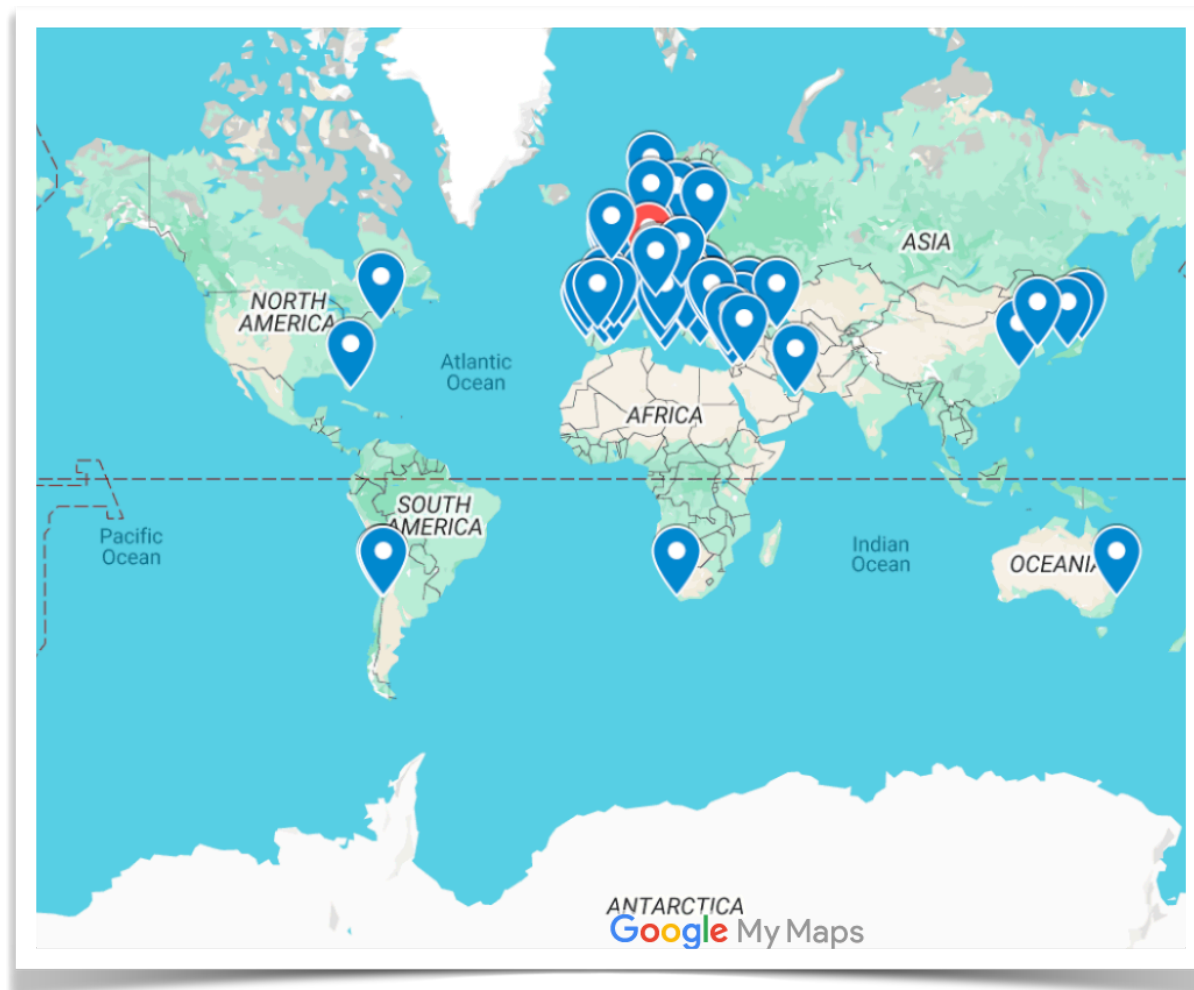 ASIA
NORTH
AMERICA
Atlantic
Ocean
AFRICA
SOUTH
AMERICA
Pacific
Ocean
Indian
Ocean
OCEANIA
ANTARCTICA
Google My Maps